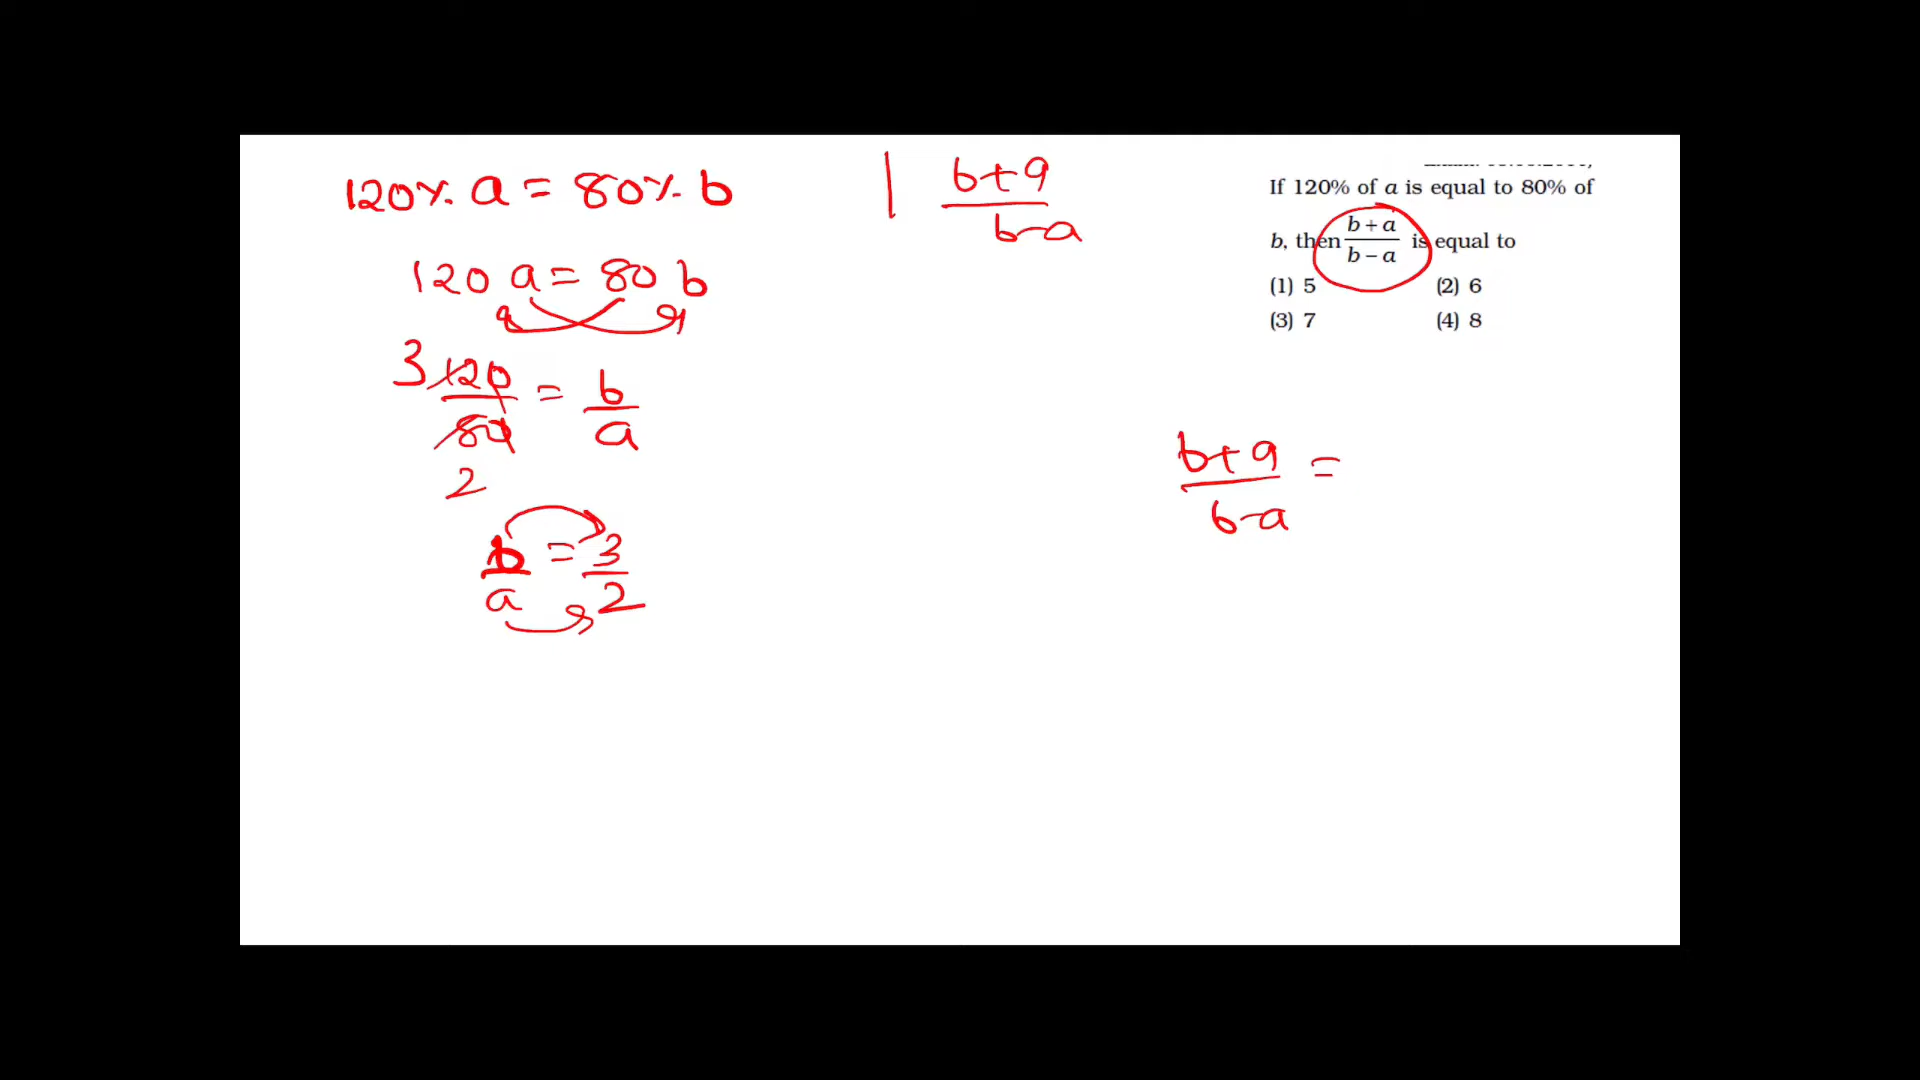 120% a = 80% b
120 a = 80 b
3 120 = b
80 a
2
b = 3
a 2
b+a
b-a
If 120% of a is equal to 80% of
b, then b + a / b – a is equal to
(1) 5 (2) 6
(3) 7 (4) 8
b+a =
b-a